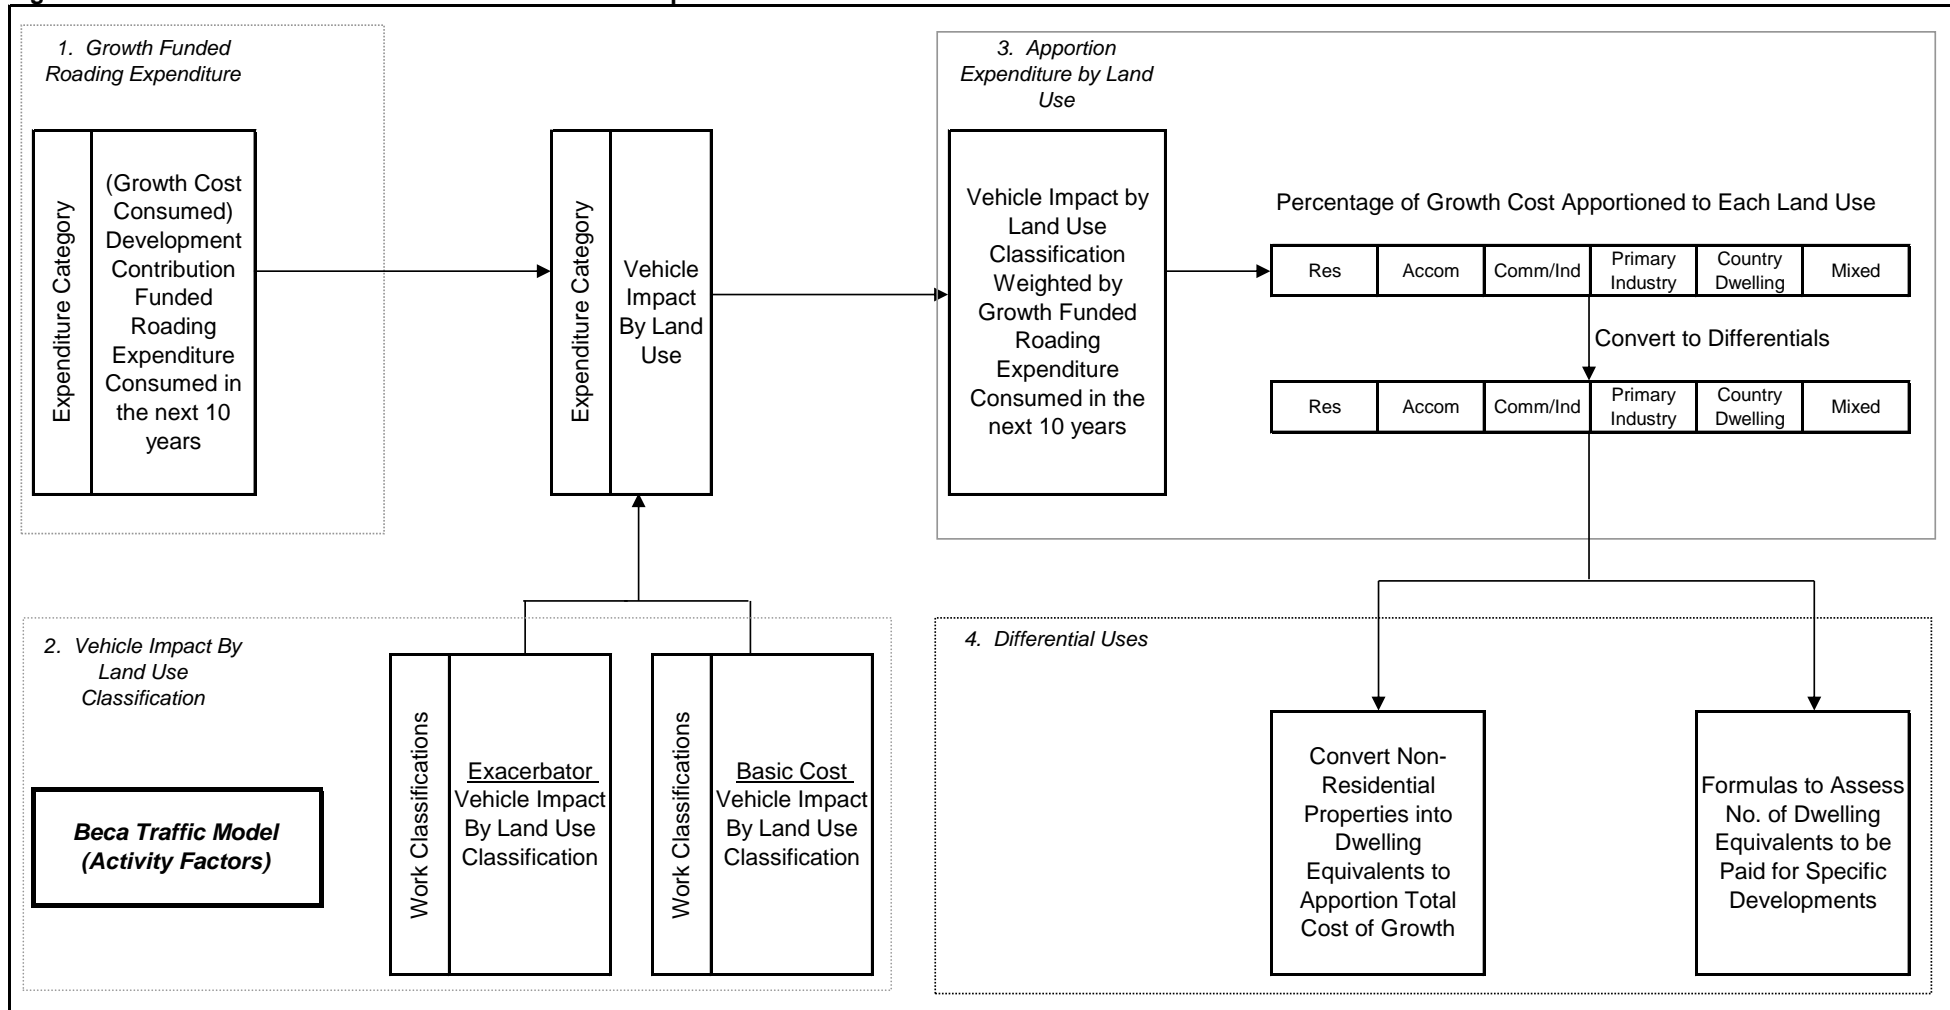 1. Growth Funded
Roading Expenditure
Expenditure Category
(Growth Cost
Consumed)
Development
Contribution
Funded
Roading
Expenditure
Consumed in
the next 10
years
Expenditure Category
Vehicle
Impact
By Land
Use
3. Apportion
Expenditure by Land
Use
Vehicle Impact by
Land Use
Classification
Weighted by
Growth Funded
Roading
Expenditure
Consumed in the
next 10 years
Percentage of Growth Cost Apportioned to Each Land Use
Res
Accom
Comm/Ind
Primary
Industry
Country
Dwelling
Mixed
Convert to Differentials
Res
Accom
Comm/Ind
Primary
Industry
Country
Dwelling
Mixed
2. Vehicle Impact By
Land Use
Classification
Beca Traffic Model
(Activity Factors)
Work Classifications
Exacerbator
Vehicle Impact
By Land Use
Classification
Work Classifications
Basic Cost
Vehicle Impact
By Land Use
Classification
4. Differential Uses
Convert Non-
Residential
Properties into
Dwelling
Equivalents to
Apportion Total
Cost of Growth
Formulas to Assess
No. of Dwelling
Equivalents to be
Paid for Specific
Developments